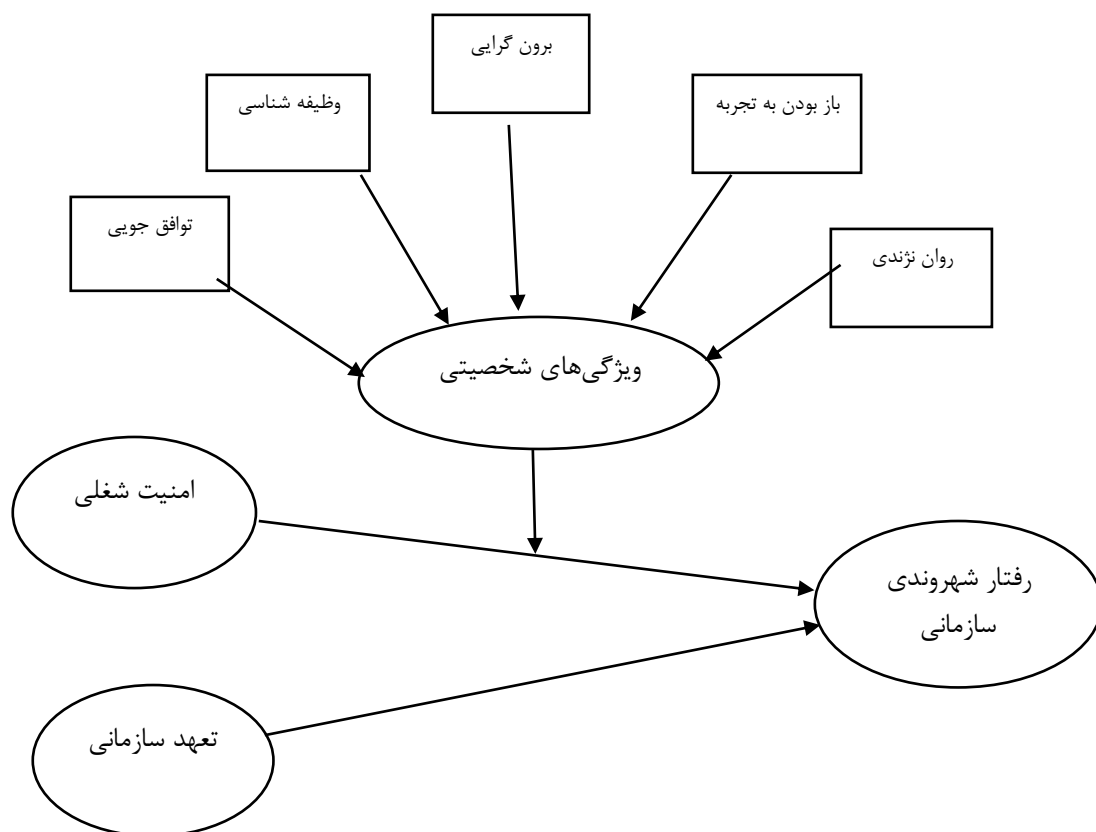 برون گرایی
وظیفه شناسی
باز بودن به تجربه
توافق جویی
روان نژندی
ویژگی‌های شخصیتی
امنیت شغلی
رفتار شهروندی
سازمانی
تعهد سازمانی